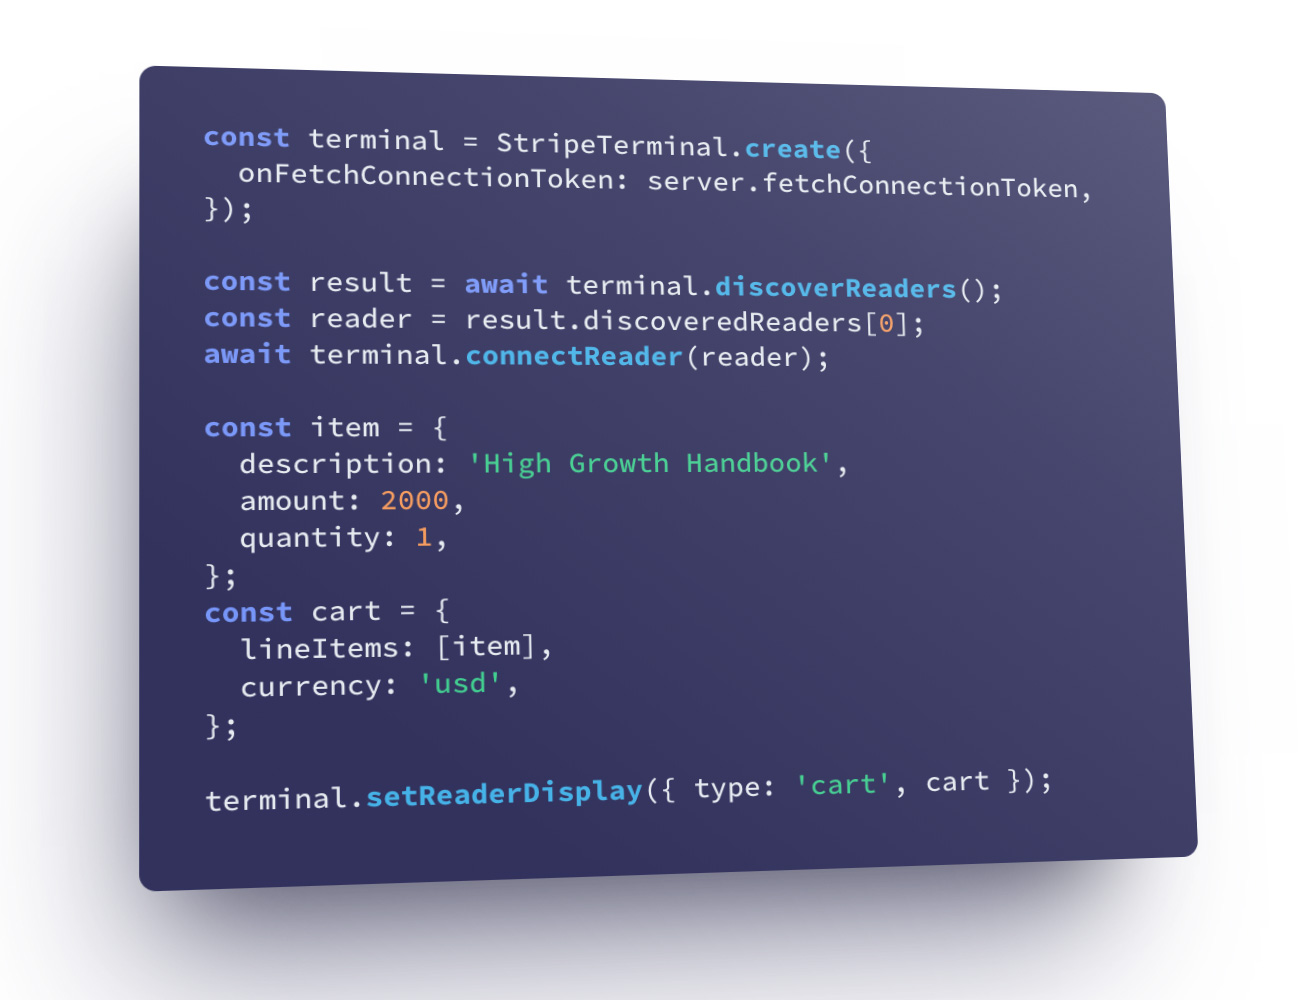 const terminal = StripeTerminal.create({
  onFetchConnectionToken: server.fetchConnectionToken,
});

const result = await terminal.discoverReaders();
const reader = result.discoveredReaders[0];
await terminal.connectReader(reader);

const item = {
  description: 'High Growth Handbook',
  amount: 2000,
  quantity: 1,
};
const cart = {
  lineItems: [item],
  currency: 'usd',
};

terminal.setReaderDisplay({ type: 'cart', cart });